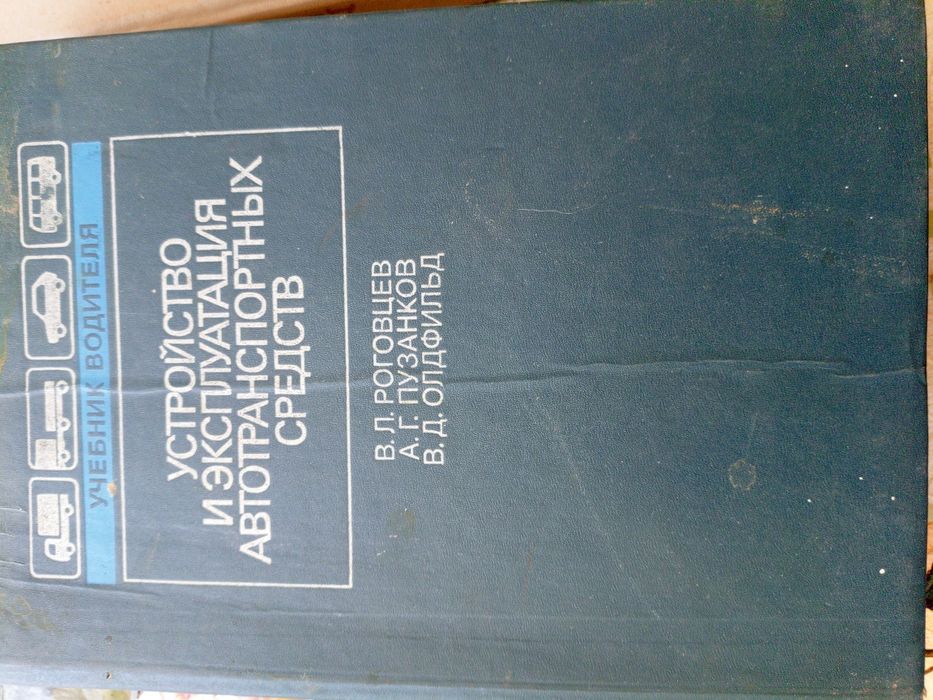 УЧЕБНИК ВОДИТЕЛЯ
УСТРОЙСТВО
И ЭКСПЛУАТАЦИЯ
АВТОТРАНСПОРТНЫХ
СРЕДСТВ
В. Л. РОГОВЦЕВ
А. Г. ПУЗАНКОВ
В. Д. ОЛДФИЛЬД